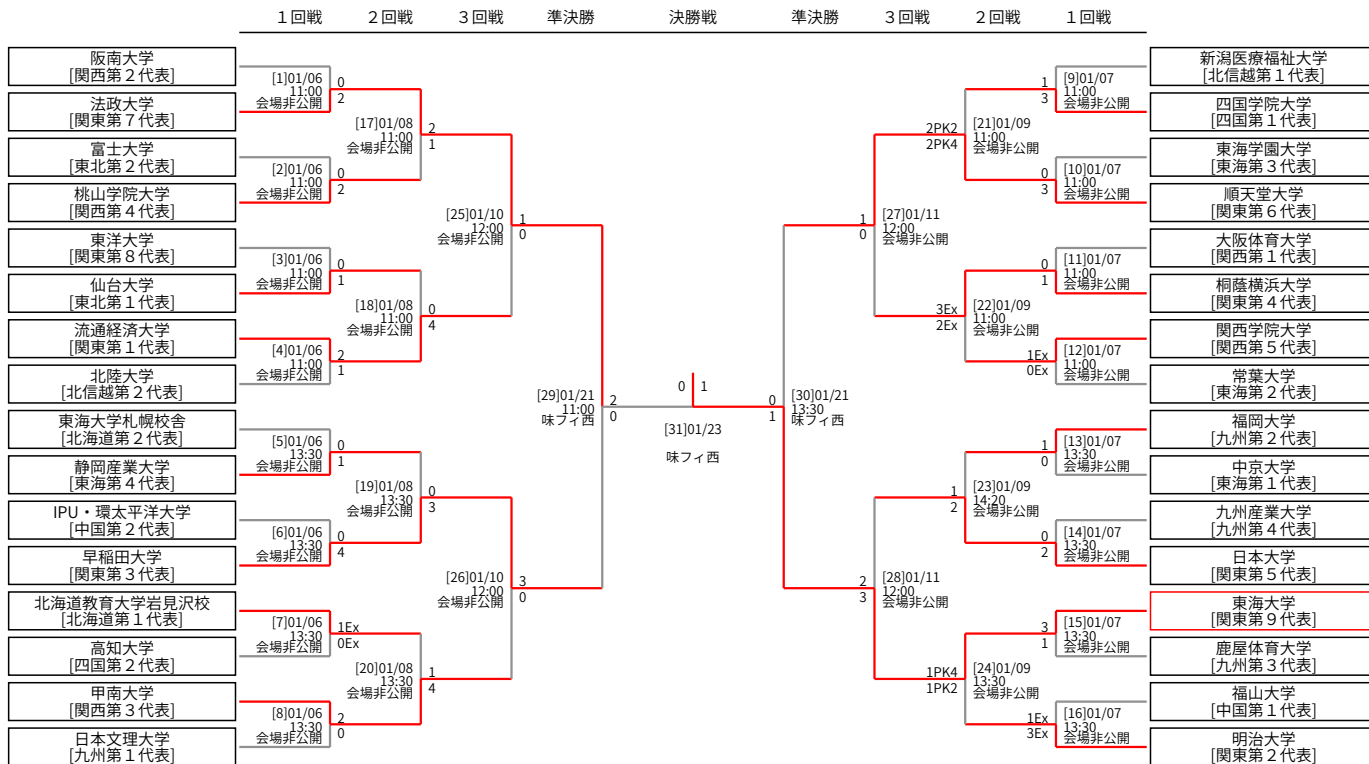 １回戦
２回戦
３回戦
準決勝
決勝戦
準決勝
３回戦
２回戦
１回戦
阪南大学
[関西第２代表]
法政大学
[関東第７代表]
富士大学
[東北第２代表]
桃山学院大学
[関西第４代表]
東洋大学
[関東第８代表]
仙台大学
[東北第１代表]
流通経済大学
[関東第１代表]
北陸大学
[北信越第２代表]
東海大学札幌校舎
[北海道第２代表]
静岡産業大学
[東海第４代表]
IPU・環太平洋大学
[中国第２代表]
早稲田大学
[関東第３代表]
北海道教育大学岩見沢校
[北海道第１代表]
高知大学
[四国第２代表]
甲南大学
[関西第３代表]
日本文理大学
[九州第１代表]
[1]01/06
11:00
会場非公開
0
2
[2]01/06
11:00
会場非公開
0
2
[3]01/06
11:00
会場非公開
0
1
[4]01/06
11:00
会場非公開
2
1
[5]01/06
13:30
会場非公開
0
1
[6]01/06
13:30
会場非公開
0
4
[7]01/06
13:30
会場非公開
1Ex
0Ex
[8]01/06
13:30
会場非公開
2
0
[17]01/08
11:00
会場非公開
2
1
[18]01/08
11:00
会場非公開
0
4
[19]01/08
13:30
会場非公開
0
3
[20]01/08
13:30
会場非公開
1
4
[25]01/10
12:00
会場非公開
1
0
[26]01/10
12:00
会場非公開
3
0
[29]01/21
11:00
味フィ西
2
0
0
1
[31]01/23
味フィ西
0
1
[30]01/21
13:30
味フィ西
1
0
[27]01/11
12:00
会場非公開
2
3
[28]01/11
12:00
会場非公開
2PK2
2PK4
[21]01/09
11:00
会場非公開
3Ex
2Ex
[22]01/09
11:00
会場非公開
1
2
[23]01/09
14:20
会場非公開
1PK4
1PK2
[24]01/09
13:30
会場非公開
1
3
[9]01/07
11:00
会場非公開
0
3
[10]01/07
11:00
会場非公開
0
1
[11]01/07
11:00
会場非公開
1Ex
0Ex
[12]01/07
11:00
会場非公開
1
0
[13]01/07
13:30
会場非公開
0
2
[14]01/07
13:30
会場非公開
3
1
[15]01/07
13:30
会場非公開
1Ex
3Ex
[16]01/07
13:30
会場非公開
新潟医療福祉大学
[北信越第１代表]
四国学院大学
[四国第１代表]
東海学園大学
[東海第３代表]
順天堂大学
[関東第６代表]
大阪体育大学
[関西第１代表]
桐蔭横浜大学
[関東第４代表]
関西学院大学
[関西第５代表]
常葉大学
[東海第２代表]
福岡大学
[九州第２代表]
中京大学
[東海第１代表]
九州産業大学
[九州第４代表]
日本大学
[関東第５代表]
東海大学
[関東第９代表]
鹿屋体育大学
[九州第３代表]
福山大学
[中国第１代表]
明治大学
[関東第２代表]